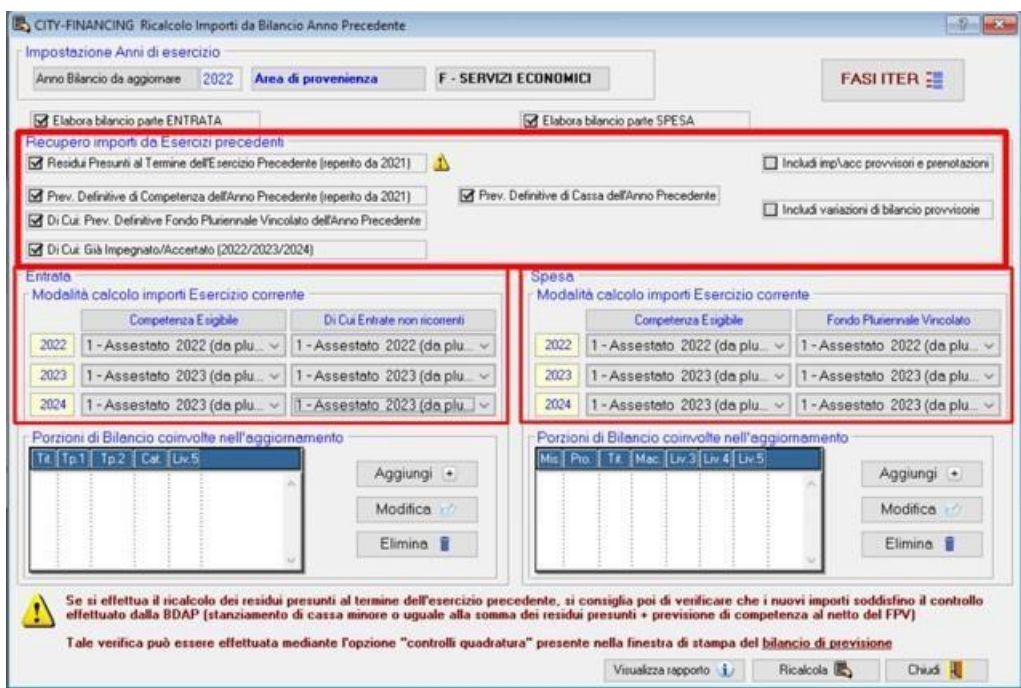 CITY-FINANCING Ricalcolo Importi da Bilancio Anno Precedente
Impostazione Anni di esercizio
Anno Bilancio da aggiornare 2022 Area di provenienza F - SERVIZI ECONOMICI
FASI ITER
Elabora bilancio parte ENTRATA Elabora bilancio parte SPESA
Recupero importi da Esercizi precedenti
Residui Presunti al Termine dell'Esercizio Precedente (reperito da 2021) Includi imp\acc provvisori e prenotazioni
Prev. Definitive di Competenza dell'Anno Precedente (reperito da 2021) Prev. Definitive di Cassa dell'Anno Precedente
Di Cui: Prev. Definitive Fondo Pluriennale Vincolato dell'Anno Precedente Includi variazioni di bilancio provvisorie
Di Cui: Già Impegnato/Accertato (2022/2023/2024)
Entrata Spesa
Modalità calcolo importi Esercizio corrente Modalità calcolo importi Esercizio corrente
Competenza Esigibile Di Cui Entrate non ricorrenti Competenza Esigibile Fondo Pluriennale Vincolato
2022 1 - Assestato 2022 (da plu... 1 - Assestato 2022 (da plu... 2022 1 - Assestato 2022 (da plu... 1 - Assestato 2022 (da plu...
2023 1 - Assestato 2023 (da plu... 1 - Assestato 2023 (da plu... 2023 1 - Assestato 2023 (da plu... 1 - Assestato 2023 (da plu...
2024 1 - Assestato 2023 (da plu... 1 - Assestato 2023 (da plu... 2024 1 - Assestato 2023 (da plu... 1 - Assestato 2023 (da plu...
Porzioni di Bilancio coinvolte nell'aggiornamento Porzioni di Bilancio coinvolte nell'aggiornamento
Tit. Tp.1 Tp.2 Cat. Liv.5 Mis. Pro. Tit. Mac. Liv.3 Liv.4 Liv.5
Aggiungi Aggiungi
Modifica Modifica
Elimina Elimina
Se si effettua il ricalcolo dei residui presunti al termine dell'esercizio precedente, si consiglia poi di verificare che i nuovi importi soddisfino il controllo
effettuato dalla BDAP (stanziamento di cassa minore o uguale alla somma dei residui presunti + previsione di competenza al netto del FPV)
Tale verifica può essere effettuata mediante l'opzione "controlli quadratura" presente nella finestra di stampa del bilancio di previsione
Visualizza rapporto Ricalcola Chiudi